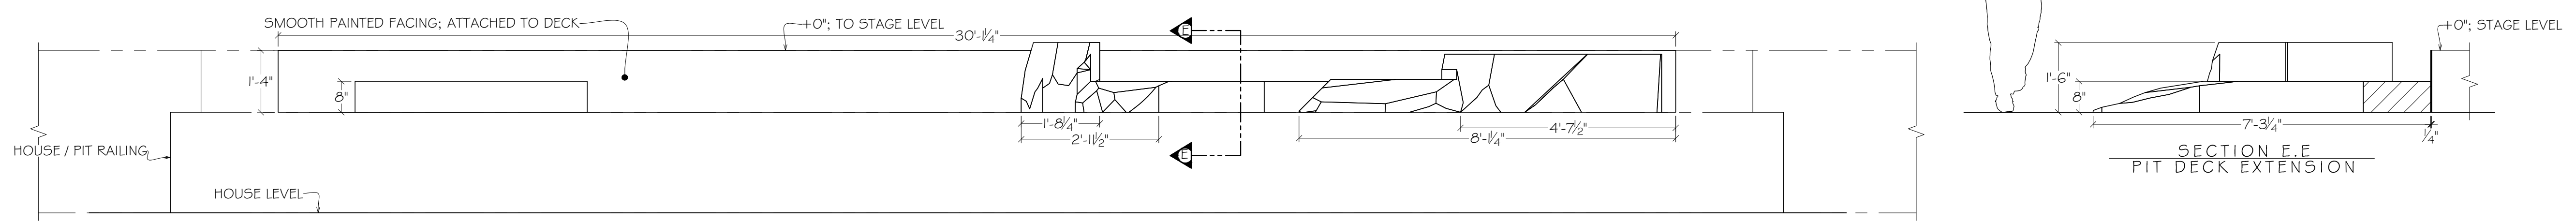 SMOOTH PAINTED FACING; ATTACHED TO DECK
+0"; TO STAGE LEVEL
E
+0"; STAGE LEVEL
30'-1¼"
1'-4"
8"
1'-6"
8"
1'-8¼"
2'-11½"
4'-7½"
8'-1¼"
7'-3¼"
¼"
HOUSE / PIT RAILING
E
SECTION E.E
PIT DECK EXTENSION
HOUSE LEVEL